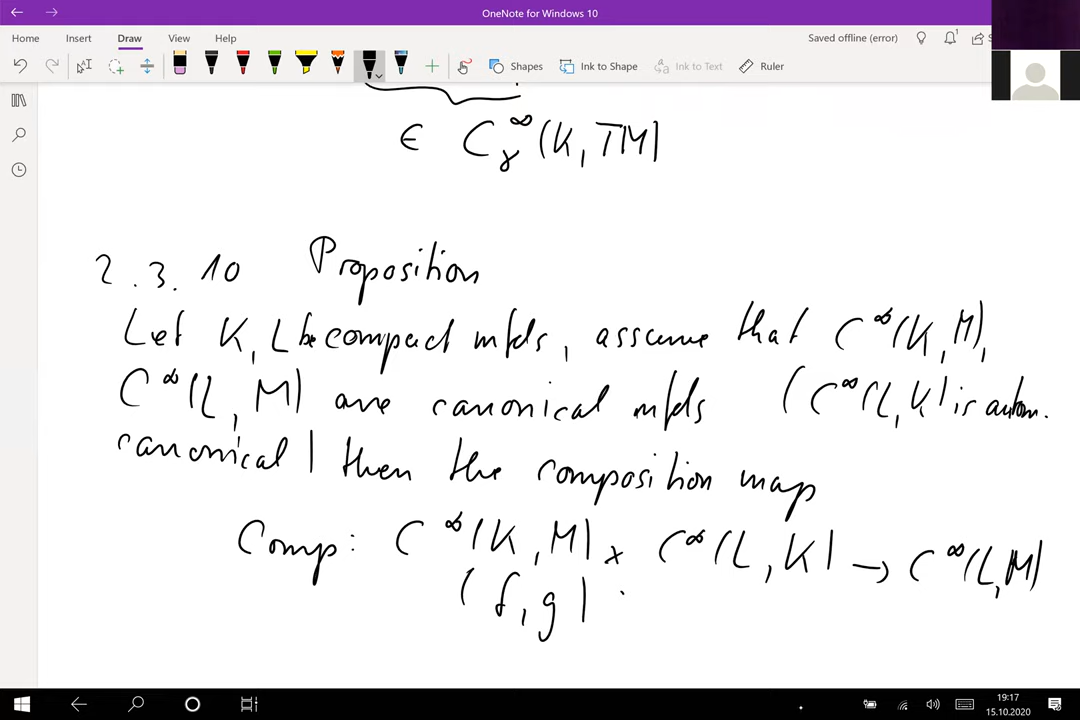 OneNote for Windows 10
Home Insert Draw View Help
Saved offline (error)
Shapes Ink to Shape Ink to Text Ruler
∈ C^∞_γ (K, TM)
2.3.10 Proposition
Let K, L be compact mfds, assume that C^∞(K, M),
C^∞(L, M) are canonical mfds (C^∞(L, K) is autom.
canonical) then the composition map
Comp: C^∞(K, M) × C^∞(L, K) → C^∞(L, M)
(f, g)
19:17
15.10.2020